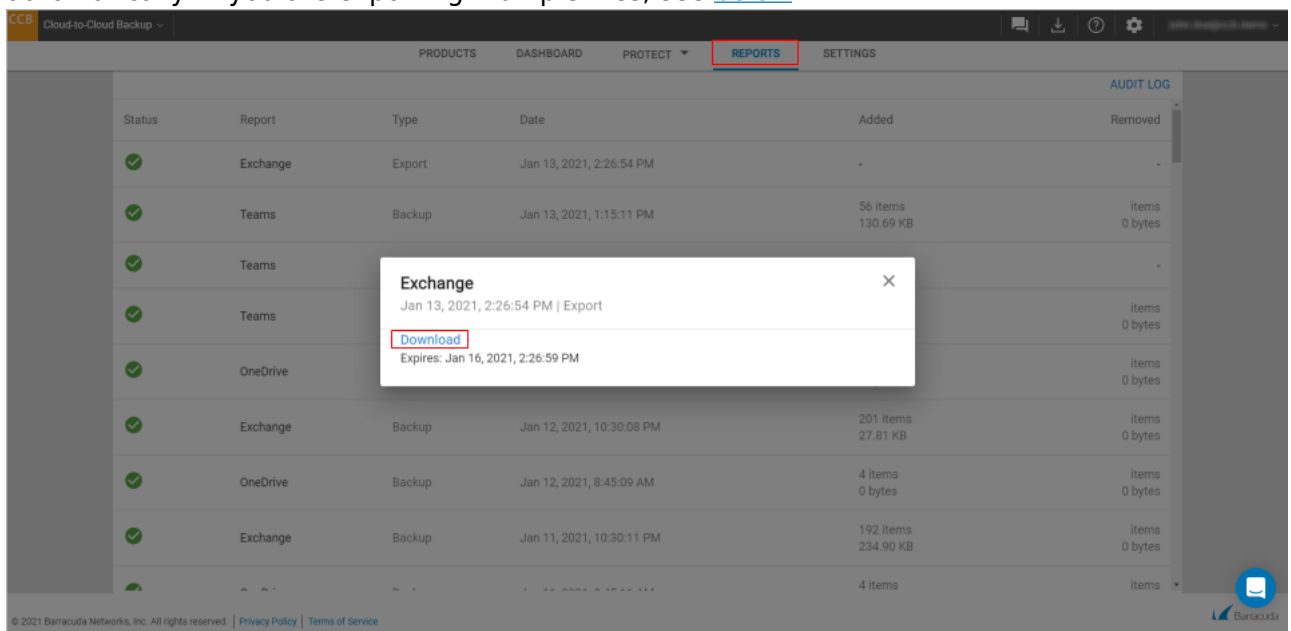 CCB Cloud-to-Cloud Backup
PRODUCTS DASHBOARD PROTECT REPORTS SETTINGS
AUDIT LOG
Status Report Type Date Added Removed
Exchange Export Jan 13, 2021, 2:26:54 PM - -
Teams Backup Jan 13, 2021, 1:15:11 PM 56 items items
130.69 KB 0 bytes
Teams -
Teams items
0 bytes
OneDrive items
0 bytes
Exchange
Jan 13, 2021, 2:26:54 PM | Export
Download
Expires: Jan 16, 2021, 2:26:59 PM
Exchange Backup Jan 12, 2021, 10:30:08 PM 201 items items
27.81 KB 0 bytes
OneDrive Backup Jan 12, 2021, 8:45:09 AM 4 items items
0 bytes 0 bytes
Exchange Backup Jan 11, 2021, 10:30:11 PM 192 items items
234.90 KB 0 bytes
4 items items
© 2021 Barracuda Networks, Inc. All rights reserved. | Privacy Policy | Terms of Service
Barracuda